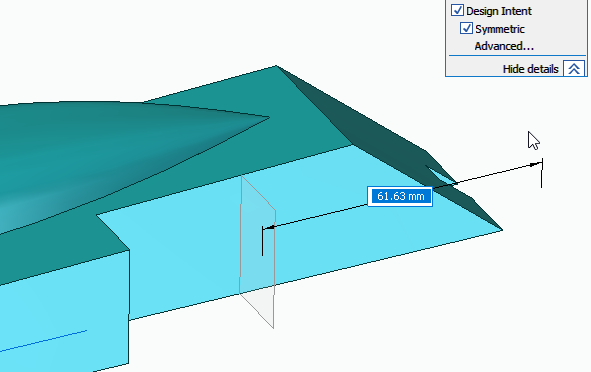 Design Intent
Symmetric
Advanced...
Hide details
61.63 mm